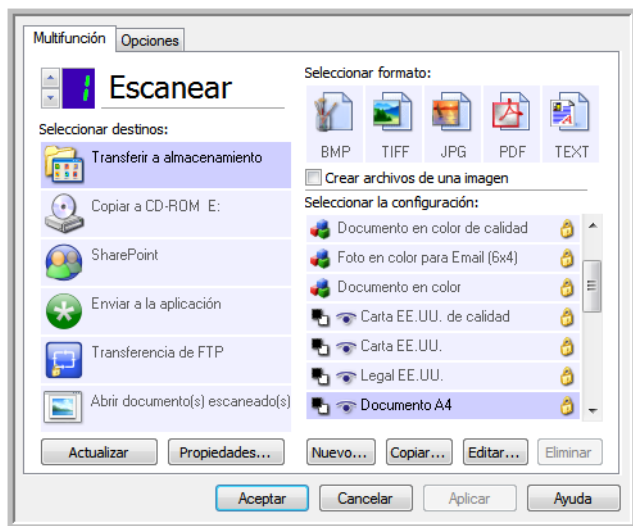 Multifunción
Opciones
1 Escanear
Seleccionar destinos:
Transferir a almacenamiento
Copiar a CD-ROM E:
SharePoint
Enviar a la aplicación
Transferencia de FTP
Abrir documento(s) escaneado(s)
Actualizar
Propiedades...
Seleccionar formato:
BMP
TIFF
JPG
PDF
TEXT
Crear archivos de una imagen
Seleccionar la configuración:
Documento en color de calidad
Foto en color para Email (6x4)
Documento en color
Carta EE.UU. de calidad
Carta EE.UU.
Legal EE.UU.
Documento A4
Nuevo...
Copiar...
Editar...
Eliminar
Aceptar
Cancelar
Aplicar
Ayuda